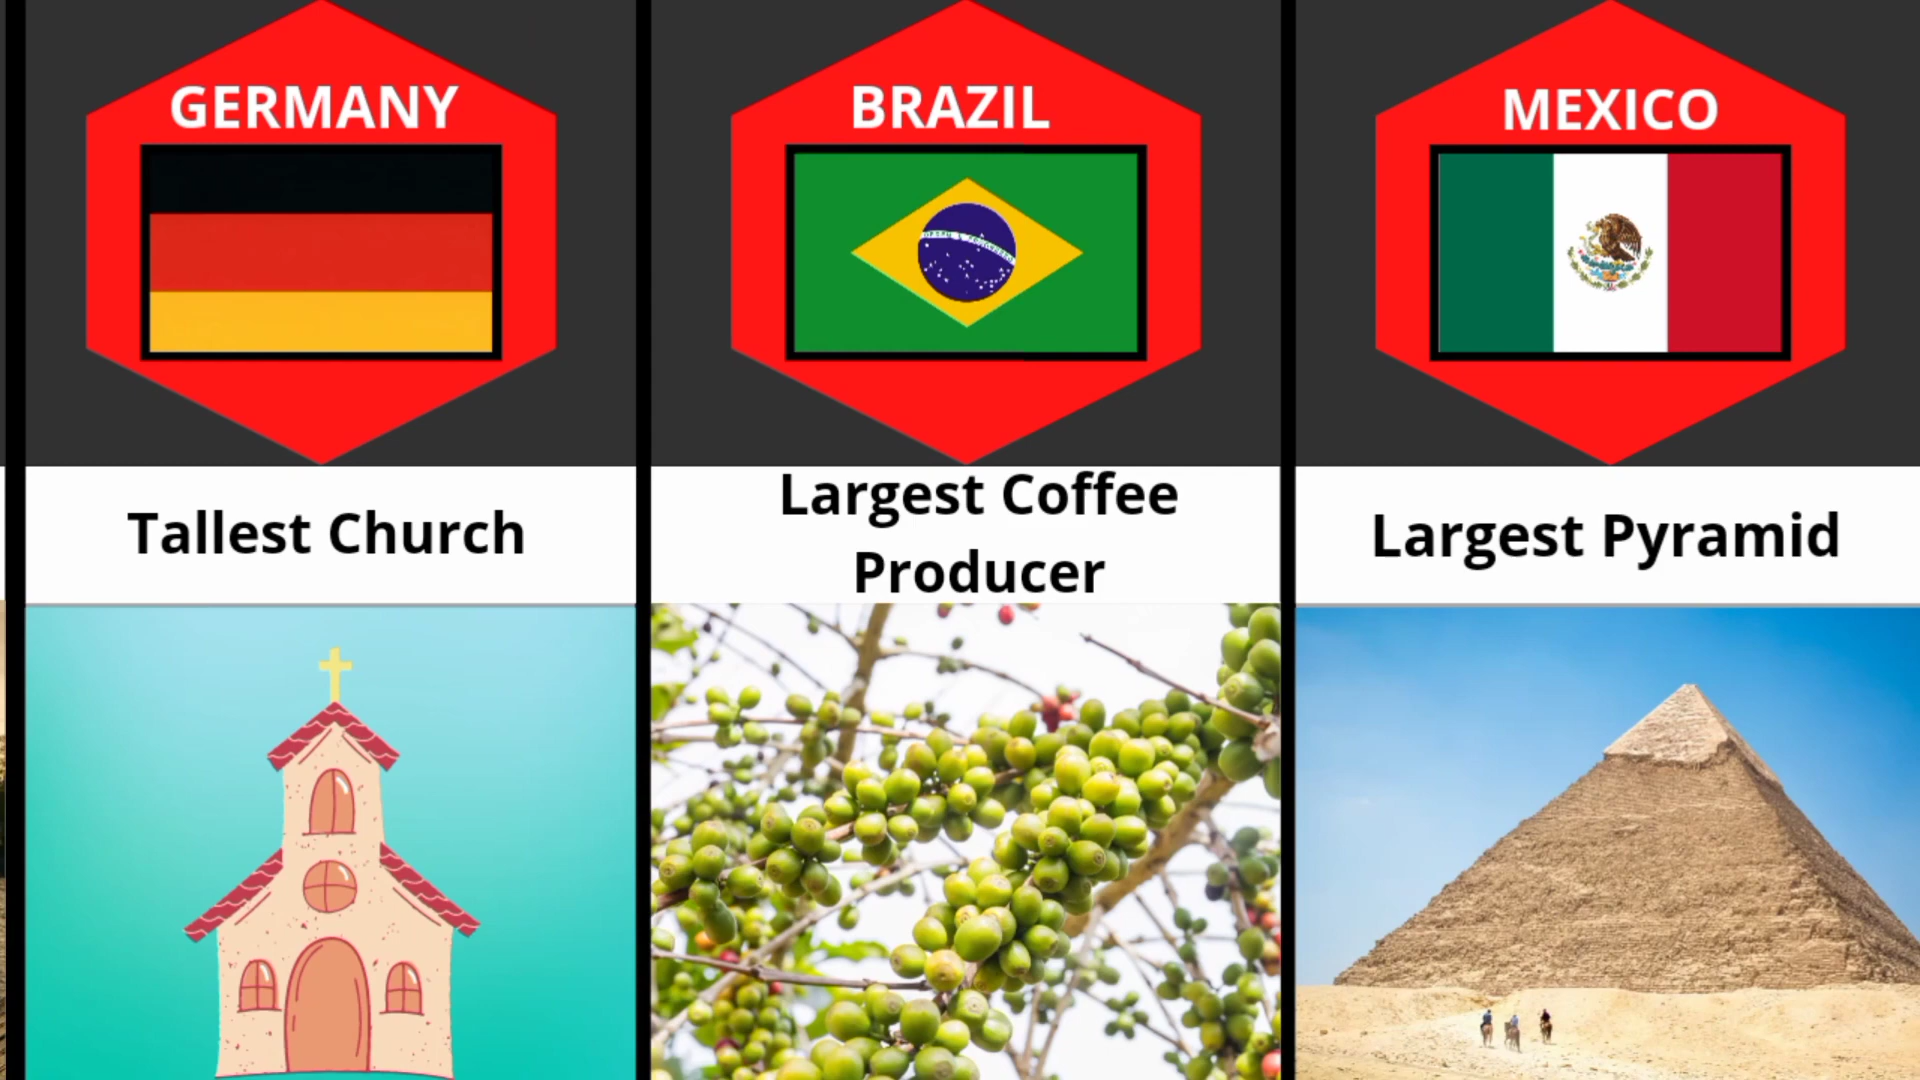 GERMANY
BRAZIL
MEXICO
Tallest Church
Largest Coffee
Producer
Largest Pyramid